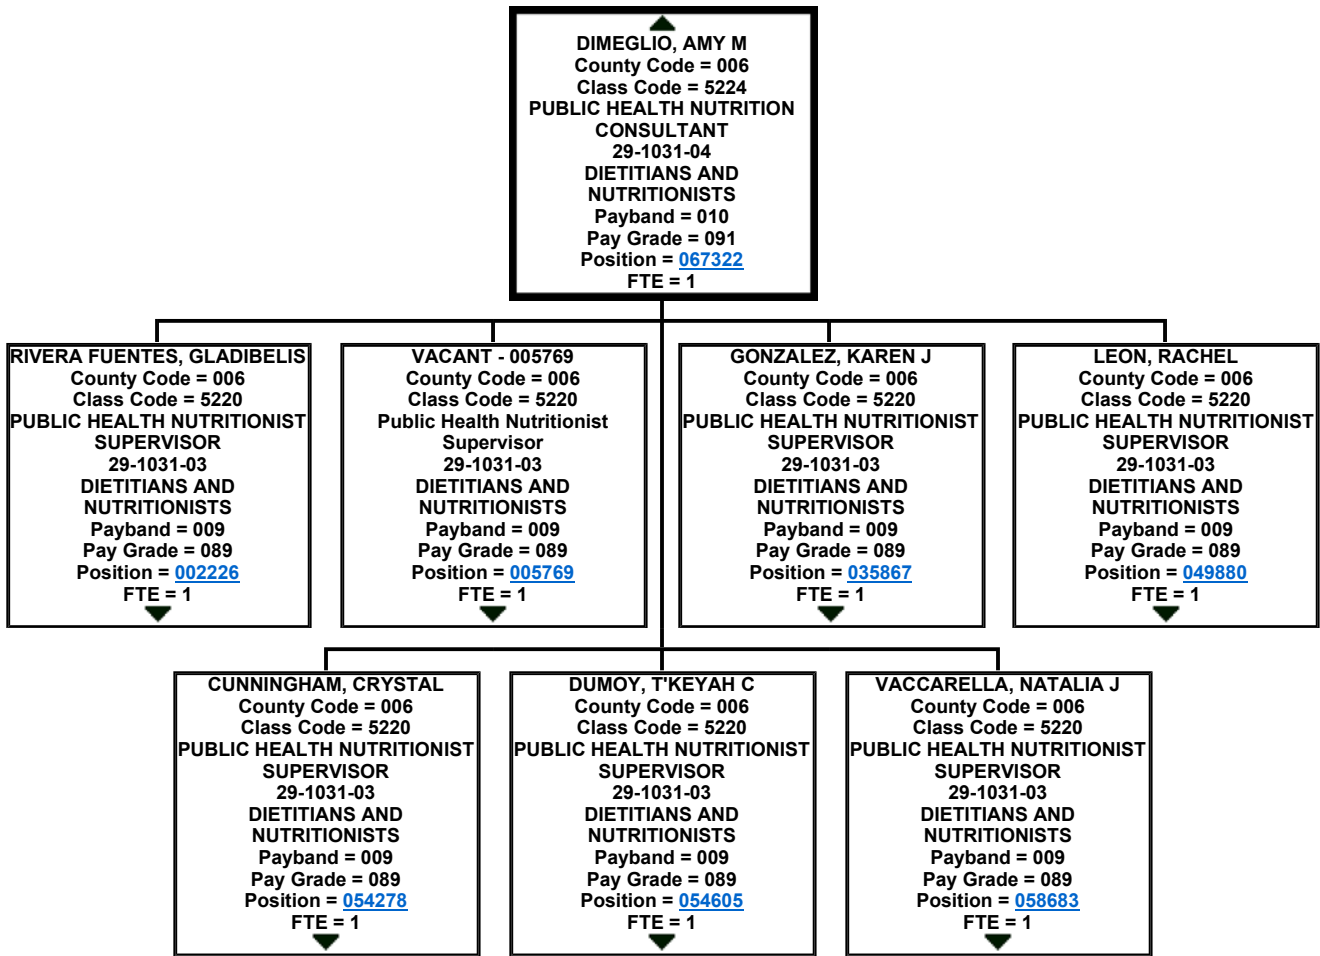 DIMEGLIO, AMY M
County Code = 006
Class Code = 5224
PUBLIC HEALTH NUTRITION
CONSULTANT
29-1031-04
DIETITIANS AND
NUTRITIONISTS
Payband = 010
Pay Grade = 091
Position = 067322
FTE = 1
RIVERA FUENTES, GLADIBELIS
County Code = 006
Class Code = 5220
PUBLIC HEALTH NUTRITIONIST
SUPERVISOR
29-1031-03
DIETITIANS AND
NUTRITIONISTS
Payband = 009
Pay Grade = 089
Position = 002226
FTE = 1
VACANT - 005769
County Code = 006
Class Code = 5220
Public Health Nutritionist
Supervisor
29-1031-03
DIETITIANS AND
NUTRITIONISTS
Payband = 009
Pay Grade = 089
Position = 005769
FTE = 1
GONZALEZ, KAREN J
County Code = 006
Class Code = 5220
PUBLIC HEALTH NUTRITIONIST
SUPERVISOR
29-1031-03
DIETITIANS AND
NUTRITIONISTS
Payband = 009
Pay Grade = 089
Position = 035867
FTE = 1
LEON, RACHEL
County Code = 006
Class Code = 5220
PUBLIC HEALTH NUTRITIONIST
SUPERVISOR
29-1031-03
DIETITIANS AND
NUTRITIONISTS
Payband = 009
Pay Grade = 089
Position = 049880
FTE = 1
CUNNINGHAM, CRYSTAL
County Code = 006
Class Code = 5220
PUBLIC HEALTH NUTRITIONIST
SUPERVISOR
29-1031-03
DIETITIANS AND
NUTRITIONISTS
Payband = 009
Pay Grade = 089
Position = 054278
FTE = 1
DUMOY, T'KEYAH C
County Code = 006
Class Code = 5220
PUBLIC HEALTH NUTRITIONIST
SUPERVISOR
29-1031-03
DIETITIANS AND
NUTRITIONISTS
Payband = 009
Pay Grade = 089
Position = 054605
FTE = 1
VACCARELLA, NATALIA J
County Code = 006
Class Code = 5220
PUBLIC HEALTH NUTRITIONIST
SUPERVISOR
29-1031-03
DIETITIANS AND
NUTRITIONISTS
Payband = 009
Pay Grade = 089
Position = 058683
FTE = 1